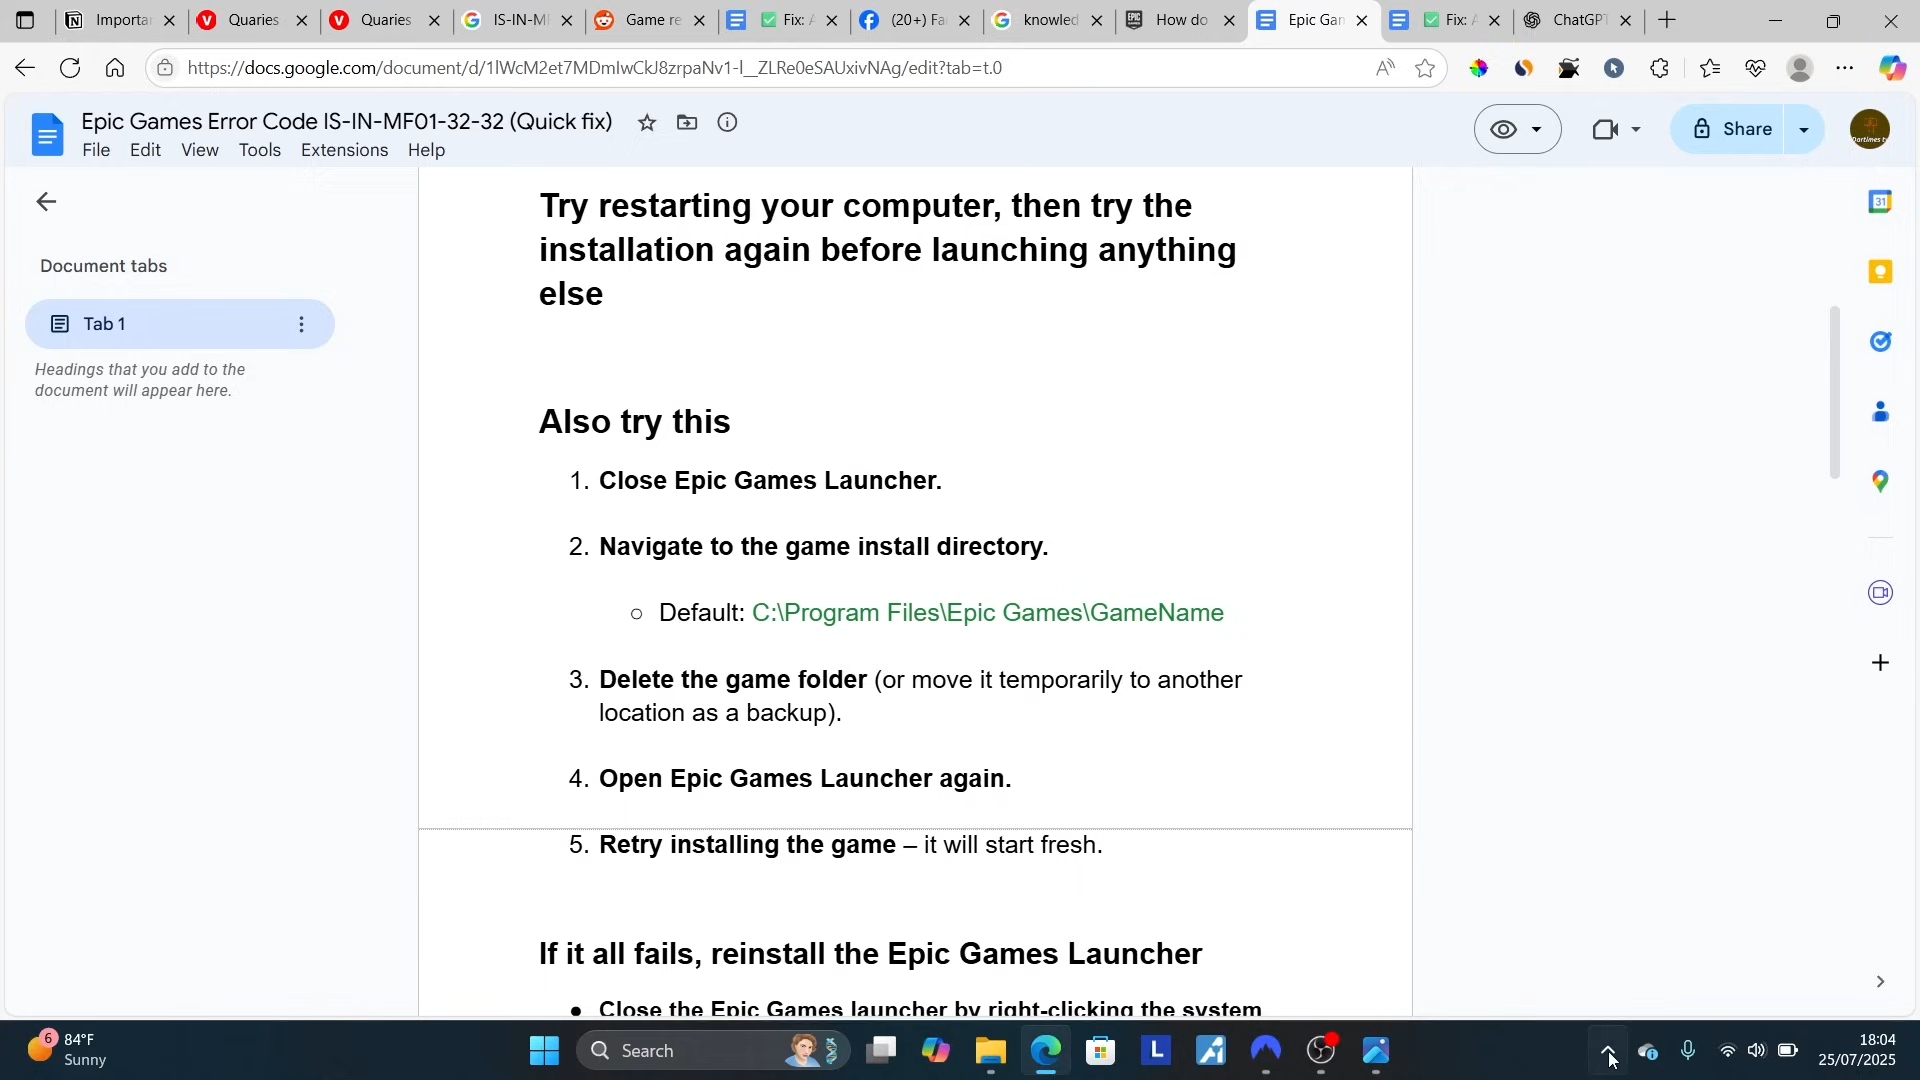 Importa
Quaries
Quaries
IS-IN-MF
Game re
Fix: A
(20+) Fa
knowled
How do
Epic Gan
Fix: A
ChatGPT
https://docs.google.com/document/d/1lWcM2et7MDmlwCkJ8zrpaNv1-l__ZLRe0eSAUxivNAg/edit?tab=t.0
Epic Games Error Code IS-IN-MF01-32-32 (Quick fix)
File Edit View Tools Extensions Help
Share
Document tabs
Tab 1
Headings that you add to the
document will appear here.
Try restarting your computer, then try the
installation again before launching anything
else
Also try this
1. Close Epic Games Launcher.
2. Navigate to the game install directory.
○ Default: C:\Program Files\Epic Games\GameName
3. Delete the game folder (or move it temporarily to another
location as a backup).
4. Open Epic Games Launcher again.
5. Retry installing the game – it will start fresh.
If it all fails, reinstall the Epic Games Launcher
● Close the Epic Games launcher by right-clicking the system
6
84°F
Sunny
Search
18:04
25/07/2025